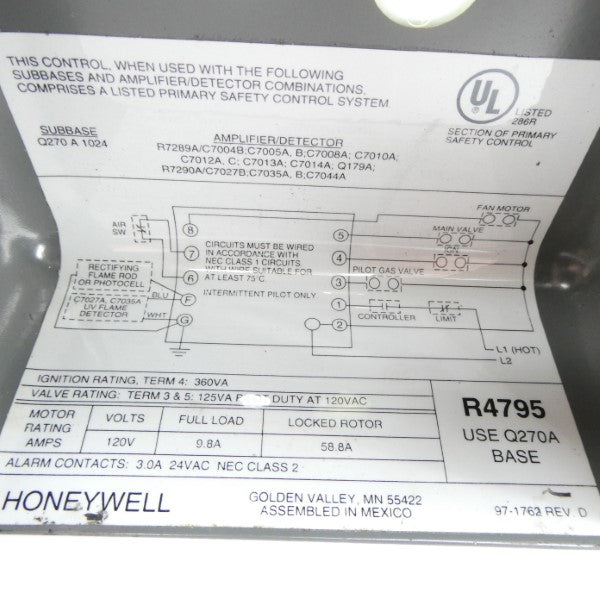 THIS CONTROL, WHEN USED WITH THE FOLLOWING
SUBBASES AND AMPLIFIER/DETECTOR COMBINATIONS.
COMPRISES A LISTED PRIMARY SAFETY CONTROL SYSTEM
UL
LISTED
286R
SECTION OF PRIMARY
SAFETY CONTROL
SUBBASE
Q270 A 1024
AMPLIFIER/DETECTOR
R7289A/C7004B;C7005A, B;C7008A; C7010A;
C7012A, C; C7013A; C7014A; Q179A;
R7290A/C7027B;C7035A, B;C7044A
FAN MOTOR
AIR
SW
8
7
6
F
G
CIRCUITS MUST BE WIRED
IN ACCORDANCE WITH
NEC CLASS 1 CIRCUITS
WITH WIRE SUITABLE FOR
AT LEAST 75°C.
INTERMITTENT PILOT ONLY
5
4
3
1
2
MAIN VALVE
PILOT GAS VALVE
CONTROLLER
LIMIT
L1 (HOT)
L2
RECTIFYING
FLAME ROD
OR PHOTOCELL
BLU
C7027A, C7035A
UV FLAME
DETECTOR
WHT
IGNITION RATING, TERM 4: 360VA
VALVE RATING: TERM 3 & 5: 125VA DUTY AT 120VAC
MOTOR RATING AMPS
VOLTS
FULL LOAD
LOCKED ROTOR
120V
9.8A
58.8A
ALARM CONTACTS: 3.0A 24VAC NEC CLASS 2
R4795
USE Q270A
BASE
HONEYWELL
GOLDEN VALLEY, MN 55422
ASSEMBLED IN MEXICO
97-1762 REV. D